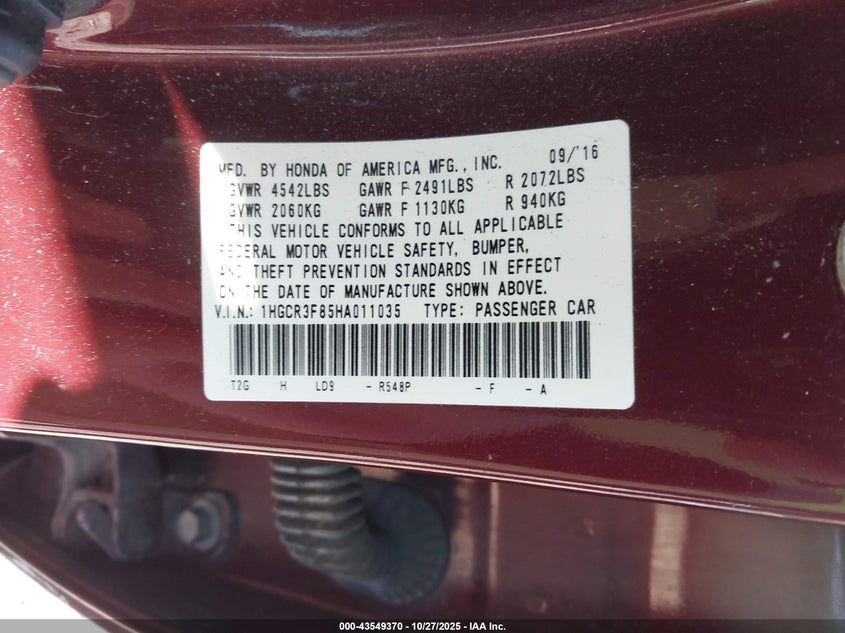 MFD. BY HONDA OF AMERICA MFG., INC. 09/'16
GVWR 4542LBS GAWR F 2491LBS R 2072LBS
GVWR 2060KG GAWR F 1130KG R 940KG
THIS VEHICLE CONFORMS TO ALL APPLICABLE
FEDERAL MOTOR VEHICLE SAFETY, BUMPER,
AND THEFT PREVENTION STANDARDS IN EFFECT
ON THE DATE OF MANUFACTURE SHOWN ABOVE.
V.I.N.: 1HGCR3F85HA011035 TYPE: PASSENGER CAR
T2G H LD9 - R548P - F - A
000-43549370 - 10/27/2025 - IAA Inc.